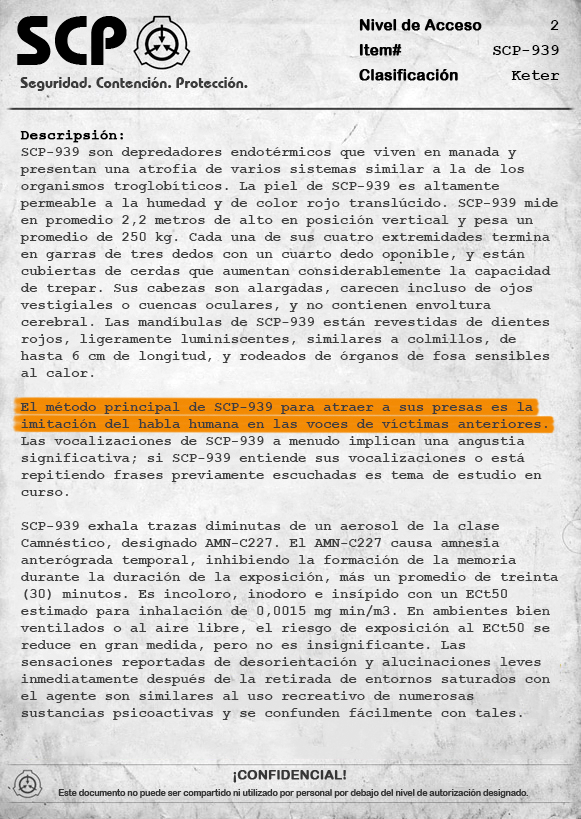 SCP
Seguridad. Contención. Protección.
Nivel de Acceso 2
Item# SCP-939
Clasificación Keter
Descripsión:
SCP-939 son depredadores endotérmicos que viven en manada y
presentan una atrofia de varios sistemas similar a la de los
organismos troglobíticos. La piel de SCP-939 es altamente
permeable a la humedad y de color rojo translúcido. SCP-939 mide
en promedio 2,2 metros de alto en posición vertical y pesa un
promedio de 250 kg. Cada una de sus cuatro extremidades termina
en garras de tres dedos con un cuarto dedo oponible, y están
cubiertas de cerdas que aumentan considerablemente la capacidad
de trepar. Sus cabezas son alargadas, carecen incluso de ojos
vestigiales o cuencas oculares, y no contienen envoltura
cerebral. Las mandíbulas de SCP-939 están revestidas de dientes
rojos, ligeramente luminiscentes, similares a colmillos, de
hasta 6 cm de longitud, y rodeados de órganos de fosa sensibles
al calor.
El método principal de SCP-939 para atraer a sus presas es la
imitación del habla humana en las voces de víctimas anteriores.
Las vocalizaciones de SCP-939 a menudo implican una angustia
significativa; si SCP-939 entiende sus vocalizaciones o está
repitiendo frases previamente escuchadas es tema de estudio en
curso.
SCP-939 exhala trazas diminutas de un aerosol de la clase
Camnéstico, designado AMN-C227. El AMN-C227 causa amnesia
anterógrada temporal, inhibiendo la formación de la memoria
durante la duración de la exposición, más un promedio de treinta
(30) minutos. Es incoloro, inodoro e insípido con un ECt50
estimado para inhalación de 0,0015 mg min/m3. En ambientes bien
ventilados o al aire libre, el riesgo de exposición al ECt50 se
reduce en gran medida, pero no es insignificante. Las
sensaciones reportadas de desorientación y alucinaciones leves
inmediatamente después de la retirada de entornos saturados con
el agente son similares al uso recreativo de numerosas
sustancias psicoactivas y se confunden fácilmente con tales.
¡CONFIDENCIAL!
Este documento no puede ser compartido ni utilizado por personal por debajo del nivel de autorización designado.